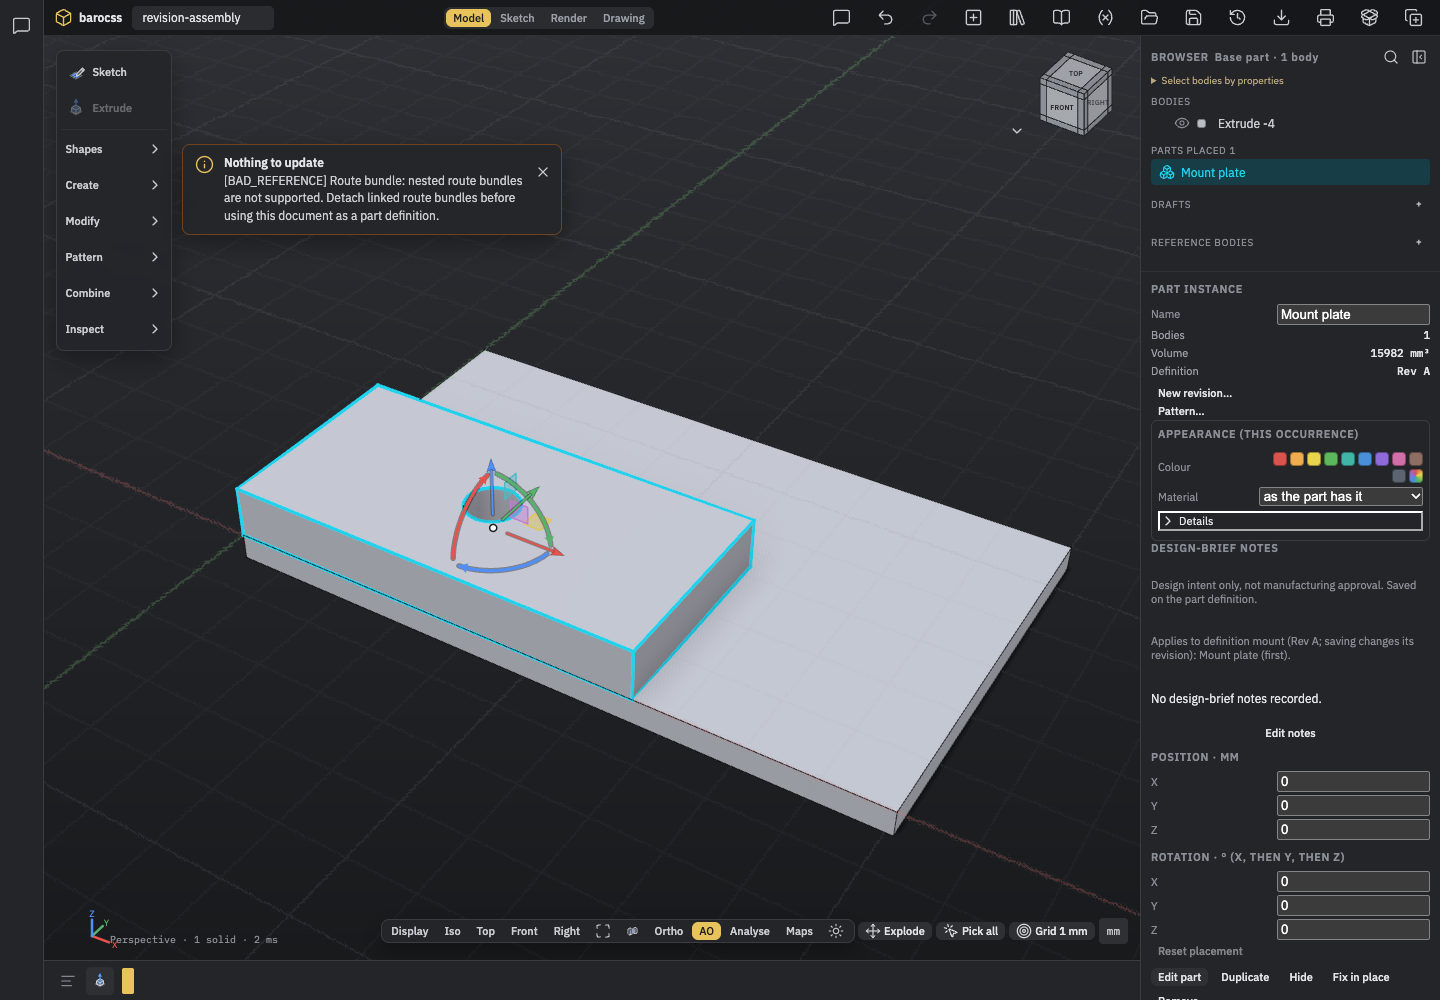 barocss
revision-assembly
Model
Sketch
Render
Drawing
Sketch
Extrude
Shapes
Create
Modify
Pattern
Combine
Inspect
Nothing to update
[BAD_REFERENCE] Route bundle: nested route bundles
are not supported. Detach linked route bundles before
using this document as a part definition.
TOP
FRONT
RIGHT
BROWSER Base part · 1 body
Select bodies by properties
BODIES
Extrude -4
PARTS PLACED 1
Mount plate
DRAFTS +
REFERENCE BODIES +
PART INSTANCE
Name Mount plate
Bodies 1
Volume 15982 mm³
Definition Rev A
New revision...
Pattern...
APPEARANCE (THIS OCCURRENCE)
Colour
Material as the part has it
Details
DESIGN-BRIEF NOTES
Design intent only, not manufacturing approval. Saved
on the part definition.
Applies to definition mount (Rev A; saving changes its
revision): Mount plate (first).
No design-brief notes recorded.
Edit notes
POSITION · MM
X 0
Y 0
Z 0
ROTATION · ° (X, THEN Y, THEN Z)
X 0
Y 0
Z 0
Reset placement
Edit part Duplicate Hide Fix in place
Remove
Z
Y
X
Perspective · 1 solid · 2 ms
Display Iso Top Front Right Ortho AO Analyse Maps Explode Pick all Grid 1 mm mm